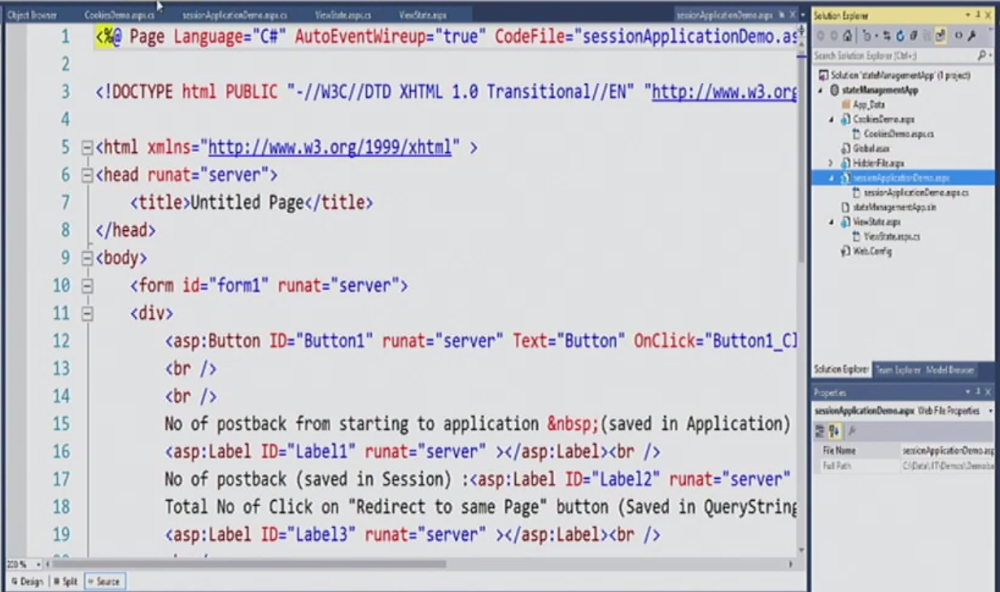 Object Browser CookiesDemo.aspx.cs sessionApplicationDemo.aspx.cs ViewState.aspx.cs ViewState.aspx sessionApplicationDemo.aspx
1 <%@ Page Language="C#" AutoEventWireup="true" CodeFile="sessionApplicationDemo.as
2
3 <!DOCTYPE html PUBLIC "-//W3C//DTD XHTML 1.0 Transitional//EN" "http://www.w3.org
4
5 <html xmlns="http://www.w3.org/1999/xhtml" >
6 <head runat="server">
7 <title>Untitled Page</title>
8 </head>
9 <body>
10 <form id="form1" runat="server">
11 <div>
12 <asp:Button ID="Button1" runat="server" Text="Button" OnClick="Button1_Cl
13 <br />
14 <br />
15 No of postback from starting to application &nbsp;(saved in Application)
16 <asp:Label ID="Label1" runat="server" ></asp:Label><br />
17 No of postback (saved in Session) :<asp:Label ID="Label2" runat="server"
18 Total No of Click on "Redirect to same Page" button (Saved in QueryString
19 <asp:Label ID="Label3" runat="server" ></asp:Label><br />
200 %
Design Split Source
Solution Explorer
Search Solution Explorer (Ctrl+;)
Solution 'stateManagementApp' (1 project)
stateManagementApp
App_Data
CookiesDemo.aspx
CookiesDemo.aspx.cs
Global.asax
HiddenFile.aspx
sessionApplicationDemo.aspx
sessionApplicationDemo.aspx.cs
stateManagementApp.sln
ViewState.aspx
ViewState.aspx.cs
Web.Config
Solution Explorer Team Explorer Model Browser
Properties
sessionApplicationDemo.aspx Web File Properties
File Name sessionApplicationDemo.asp
Full Path